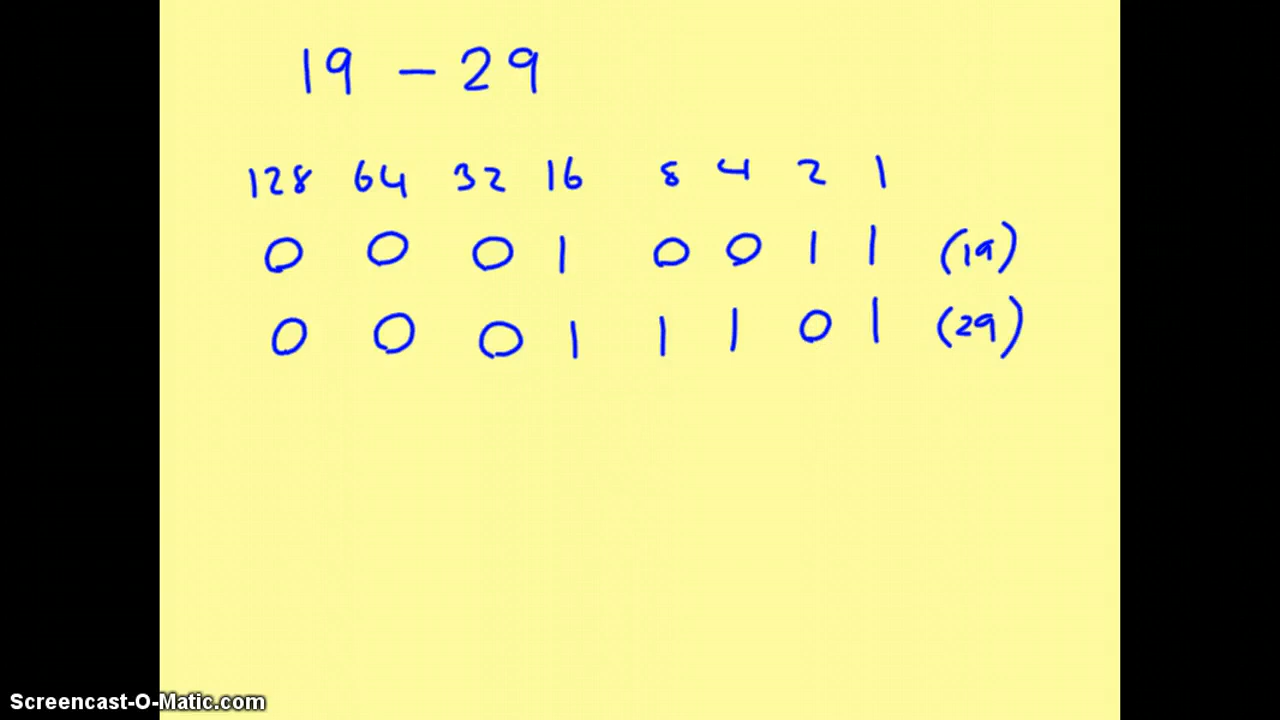 19 - 29
128 64 32 16 8 4 2 1
0 0 0 1 0 0 1 1 (19)
0 0 0 1 1 1 0 1 (29)
Screencast-O-Matic.com